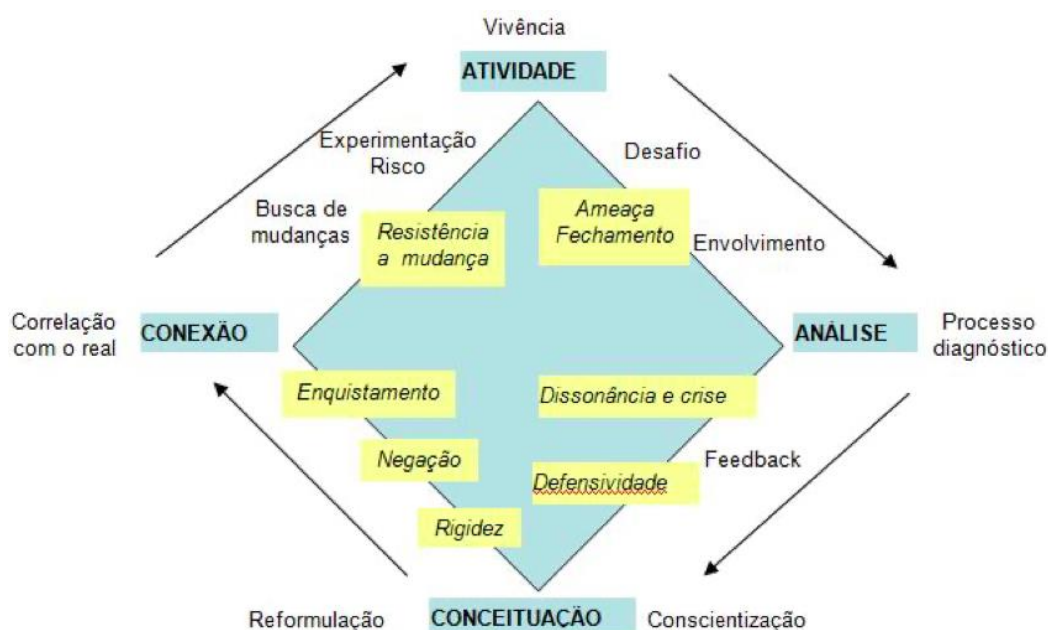 Vivência
ATIVIDADE
Experimentação
Risco
Desafio
Busca de
mudanças
Resistência
a mudança
Ameaça
Fechamento
Envolvimento
Correlação
com o real
CONEXÃO
ANÁLISE
Processo
diagnóstico
Enquistamento
Dissonância e crise
Negação
Feedback
Defensividade
Rigidez
Reformulação
CONCEITUAÇÃO
Conscientização